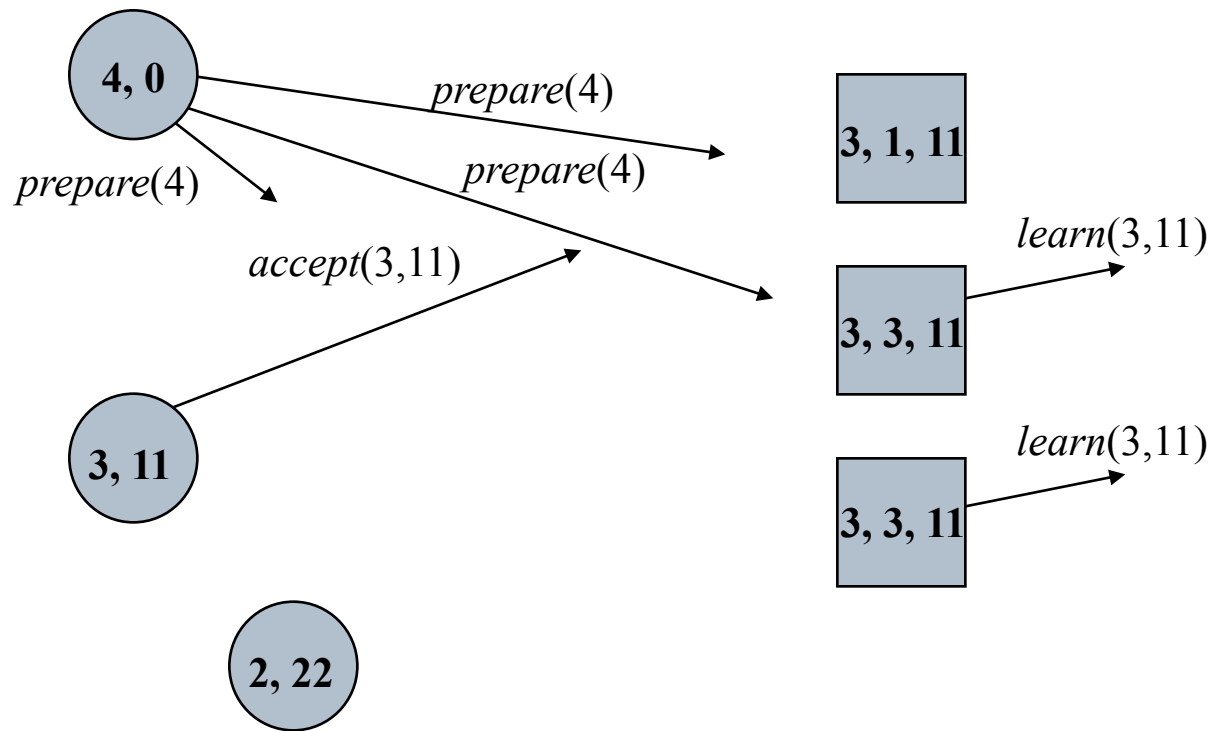 4, 0
prepare(4)
3, 1, 11
prepare(4)
prepare(4)
learn(3,11)
accept(3,11)
3, 3, 11
learn(3,11)
3, 11
3, 3, 11
2, 22